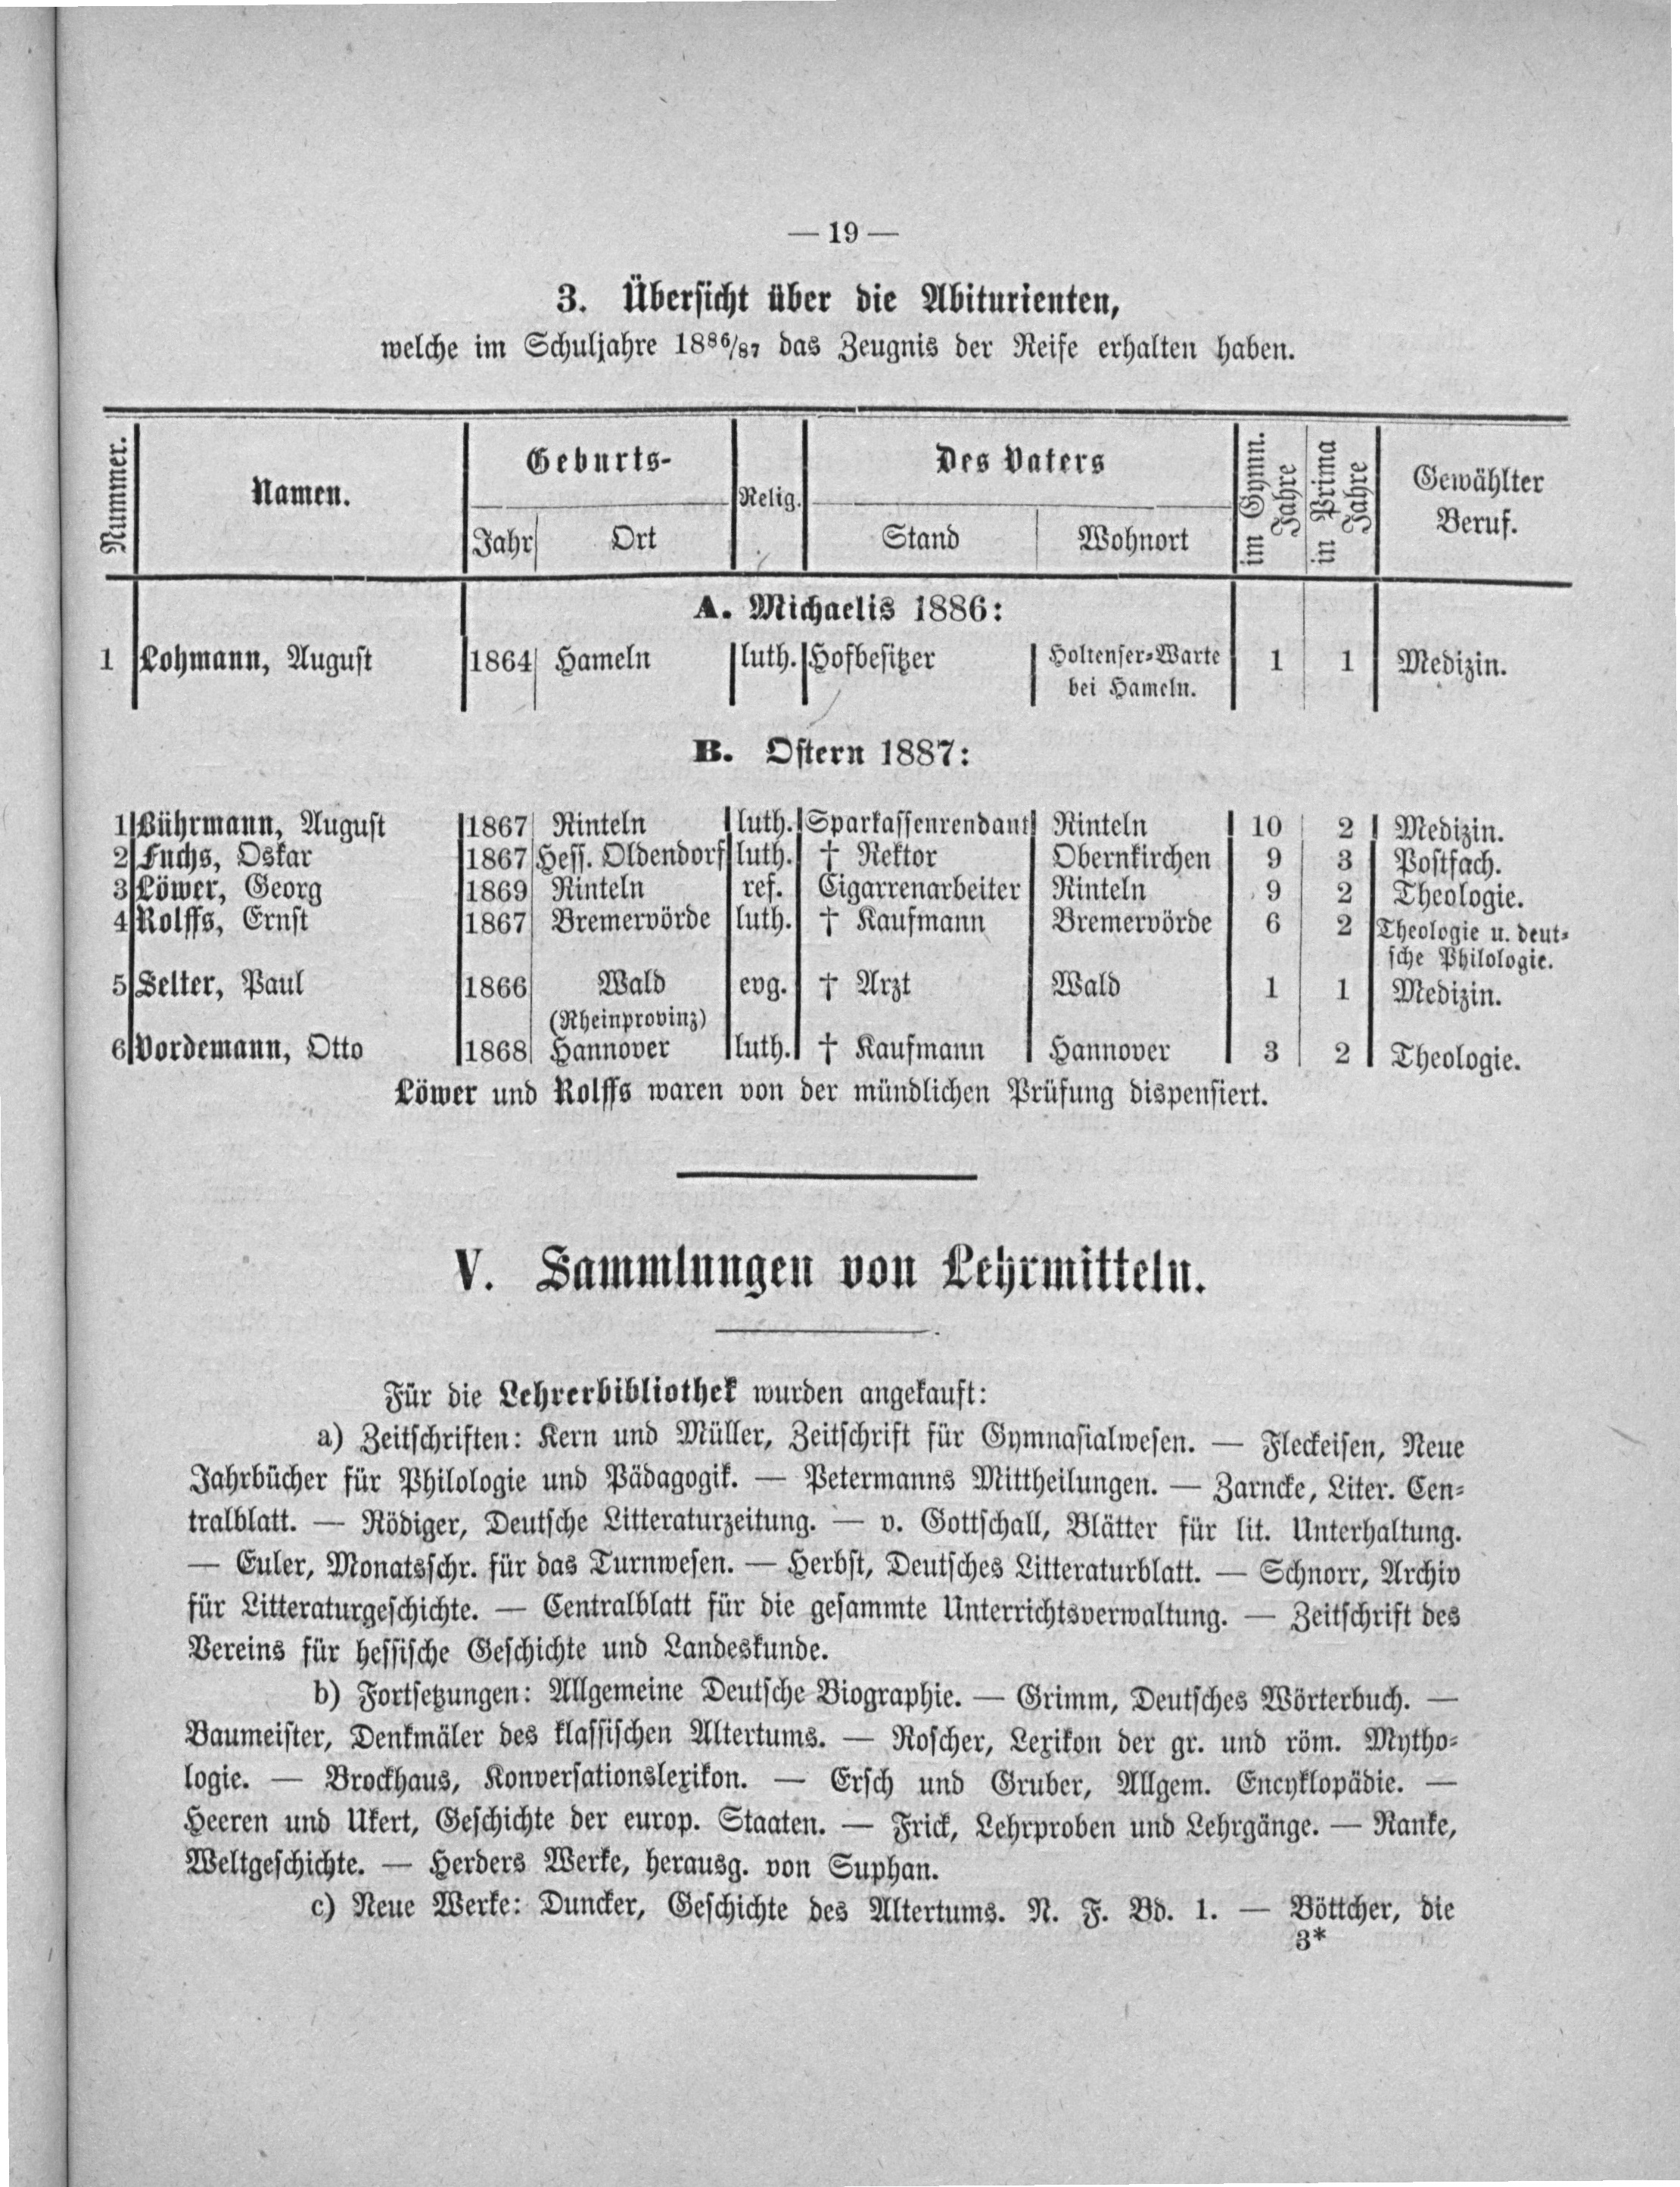 — 19 —
3. Übersicht über die Abiturienten,
welche im Schuljahre 1886/87 das Zeugnis der Reife erhalten haben.
Nummer. Namen. Geburts- Relig. Des Vaters im Gymn. Jahre in Prima Jahre Gewählter Beruf.
Jahr Ort Stand Wohnort
A. Michaelis 1886:
1 Lohmann, August 1864 Hameln luth. Hofbesitzer Holtenser-Warte 1 1 Medizin.
bei Hameln.
B. Ostern 1887:
1 Bührmann, August 1867 Rinteln luth. Sparkassenrendant Rinteln 10 2 Medizin.
2 Fuchs, Oskar 1867 Hess. Oldendorf luth. † Rektor Obernkirchen 9 3 Postfach.
3 Löwer, Georg 1869 Rinteln ref. Cigarrenarbeiter Rinteln 9 2 Theologie.
4 Rolffs, Ernst 1867 Bremervörde luth. † Kaufmann Bremervörde 6 2 Theologie u. deut-
sche Philologie.
5 Selter, Paul 1866 Wald evg. † Arzt Wald 1 1 Medizin.
(Rheinprovinz)
6 Vordemann, Otto 1868 Hannover luth. † Kaufmann Hannover 3 2 Theologie.
Löwer und Rolffs waren von der mündlichen Prüfung dispensiert.
V. Sammlungen von Lehrmitteln.
Für die Lehrerbibliothek wurden angekauft:
a) Zeitschriften: Kern und Müller, Zeitschrift für Gymnasialwesen. — Fleckeisen, Neue
Jahrbücher für Philologie und Pädagogik. — Petermanns Mittheilungen. — Zarncke, Liter. Cen-
tralblatt. — Rödiger, Deutsche Litteraturzeitung. — v. Gottschall, Blätter für lit. Unterhaltung.
— Euler, Monatsschr. für das Turnwesen. — Herbst, Deutsches Litteraturblatt. — Schnorr, Archiv
für Litteraturgeschichte. — Centralblatt für die gesammte Unterrichtsverwaltung. — Zeitschrift des
Vereins für hessische Geschichte und Landeskunde.
b) Fortsetzungen: Allgemeine Deutsche Biographie. — Grimm, Deutsches Wörterbuch. —
Baumeister, Denkmäler des klassischen Altertums. — Roscher, Lexikon der gr. und röm. Mytho-
logie. — Brockhaus, Konversationslexikon. — Ersch und Gruber, Allgem. Encyklopädie. —
Heeren und Ukert, Geschichte der europ. Staaten. — Frick, Lehrproben und Lehrgänge. — Ranke,
Weltgeschichte. — Herders Werke, herausg. von Suphan.
c) Neue Werke: Duncker, Geschichte des Altertums. N. F. Bd. 1. — Böttcher, die
3*